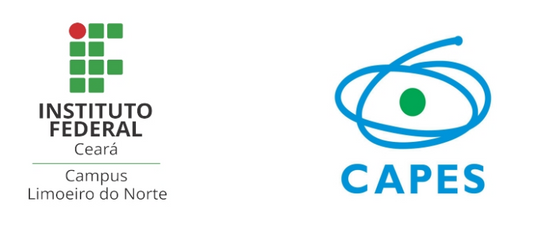 INSTITUTO
FEDERAL
Ceará
Campus
Limoeiro do Norte
CAPES